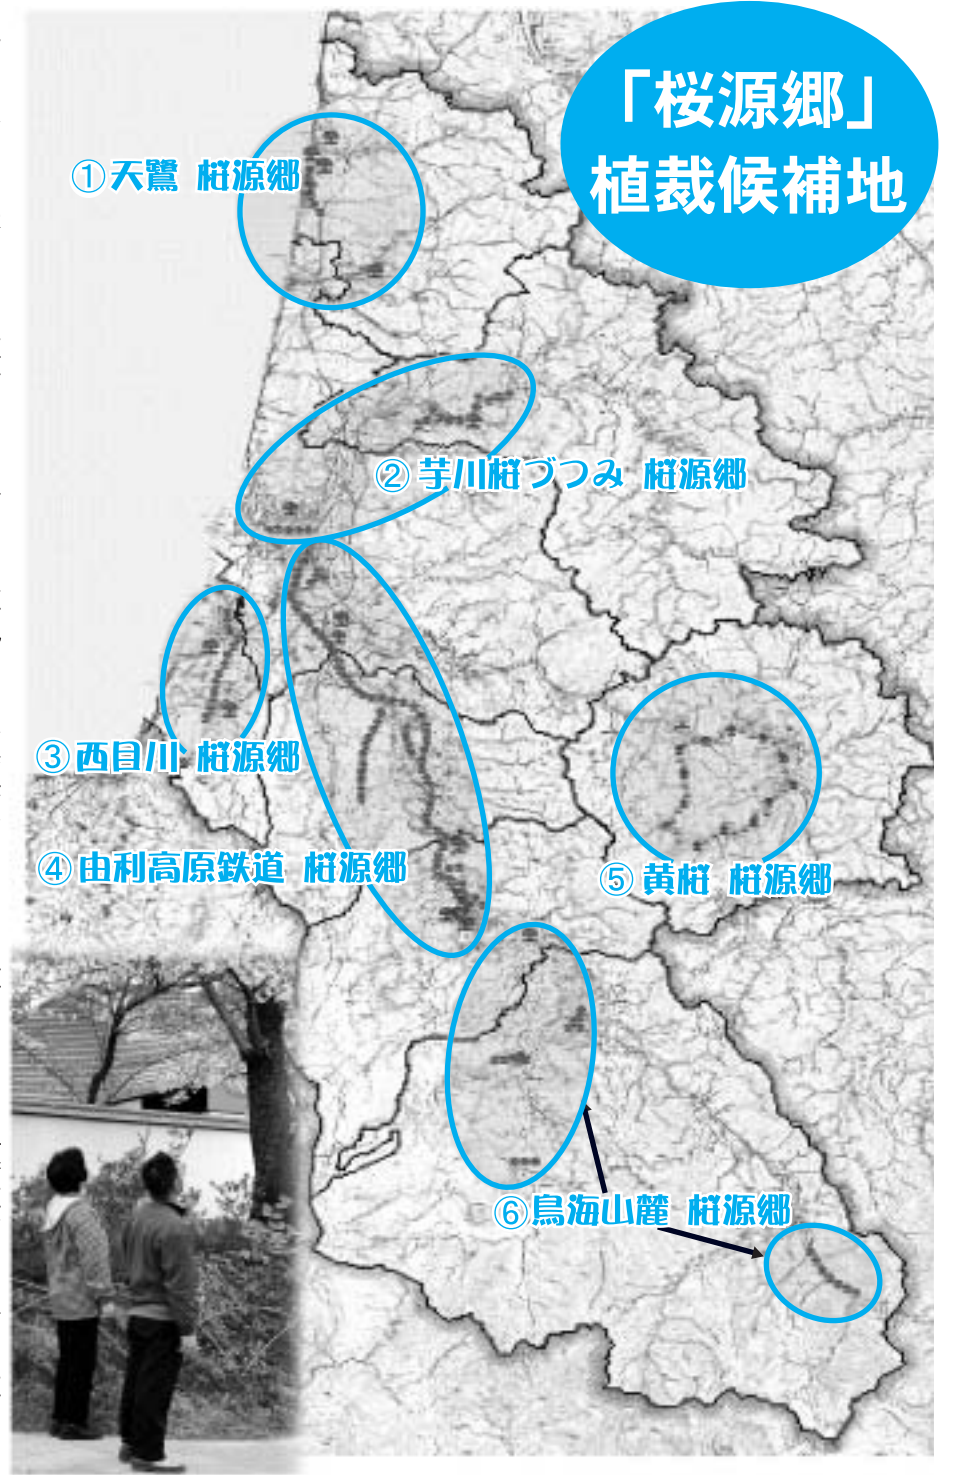 「桜源郷」
植裁候補地
①天鷺 桜源郷
②芋川桜づつみ 桜源郷
③西目川 桜源郷
④由利高原鉄道 桜源郷
⑤黄桜 桜源郷
⑥鳥海山麓 桜源郷